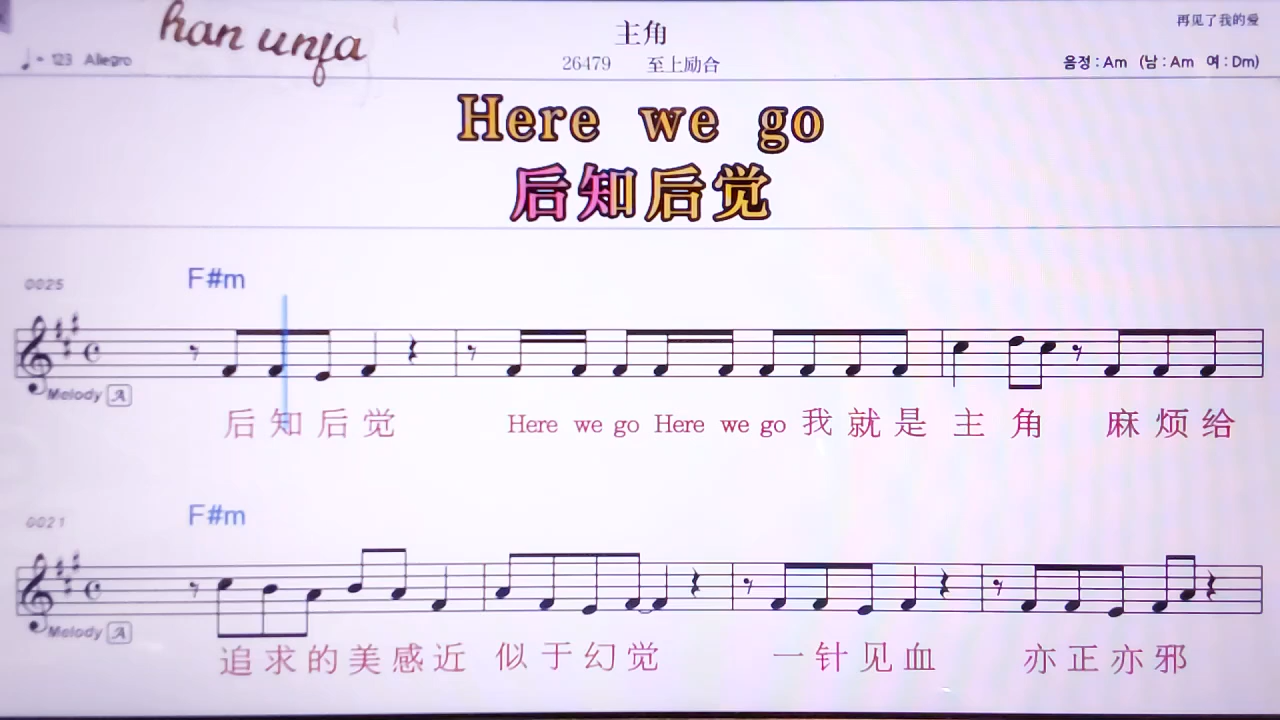 han unja
主角
再见了我的爱
♩= 123 Allegro
26479 至上励合
음정 : Am (남 : Am 여 : Dm)
Here we go
后知后觉
0025
F#m
Melody A
后知后觉 Here we go Here we go 我就是主角 麻烦给
0021
F#m
Melody A
追求的美感近 似于幻觉 一针见血 亦正亦邪